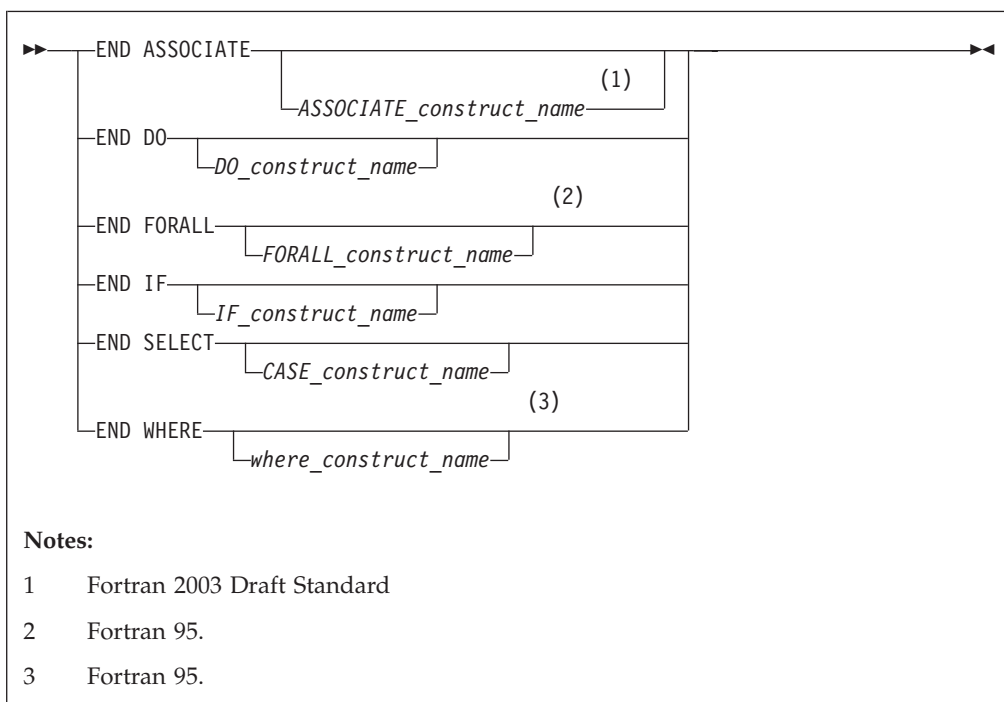 END ASSOCIATE
(1)
ASSOCIATE_construct_name
END DO
DO_construct_name
(2)
END FORALL
FORALL_construct_name
END IF
IF_construct_name
END SELECT
CASE_construct_name
(3)
END WHERE
where_construct_name
Notes:
1 Fortran 2003 Draft Standard
2 Fortran 95.
3 Fortran 95.